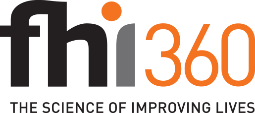 fhi360
THE SCIENCE OF IMPROVING LIVES